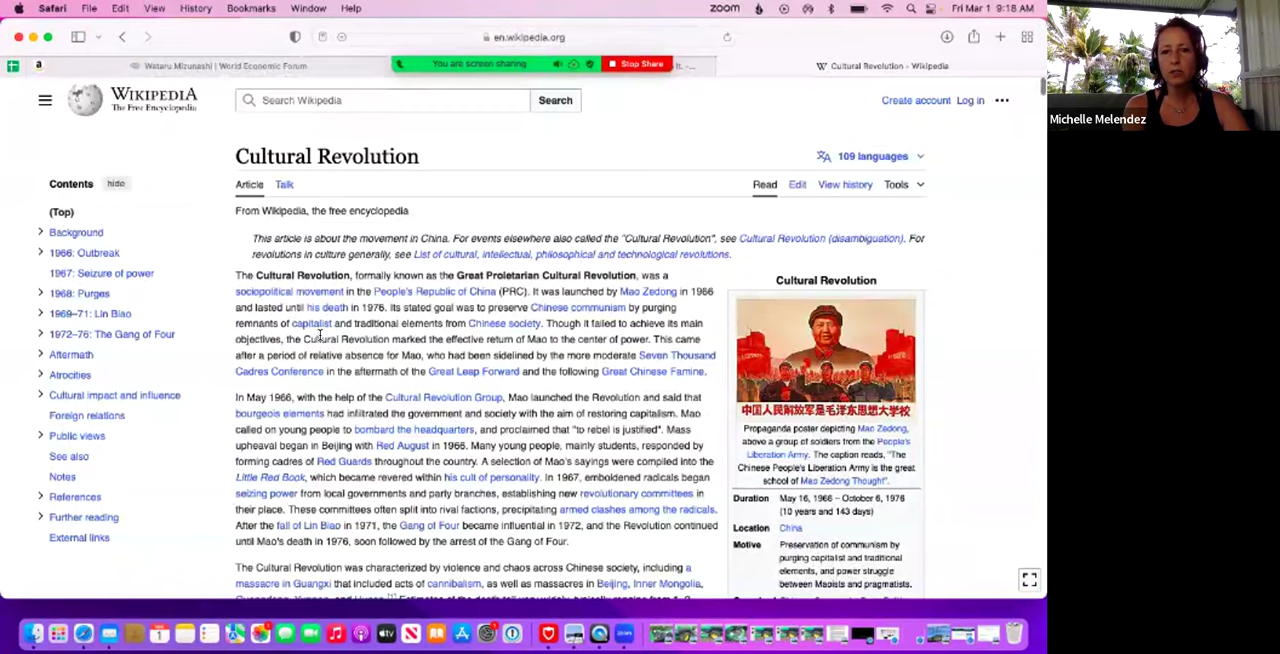 Safari File Edit View History Bookmarks Window Help zoom Fri Mar 1 9:18 AM
en.wikipedia.org
Wataru Mizunashi | World Economic Forum
You are screen sharing
Stop Share
Cultural Revolution - Wikipedia
WIKIPEDIA
The Free Encyclopedia
Search Wikipedia
Search
Create account Log in
Cultural Revolution
109 languages
Article Talk
Read Edit View history Tools
From Wikipedia, the free encyclopedia
Contents hide
(Top)
Background
1966: Outbreak
1967: Seizure of power
1968: Purges
1969–71: Lin Biao
1972–76: The Gang of Four
Aftermath
Atrocities
Cultural impact and influence
Foreign relations
Public views
See also
Notes
References
Further reading
External links
This article is about the movement in China. For events elsewhere also called the "Cultural Revolution", see Cultural Revolution (disambiguation). For
revolutions in culture generally, see List of cultural, intellectual, philosophical and technological revolutions.
The Cultural Revolution, formally known as the Great Proletarian Cultural Revolution, was a
sociopolitical movement in the People's Republic of China (PRC). It was launched by Mao Zedong in 1966
and lasted until his death in 1976. Its stated goal was to preserve Chinese communism by purging
remnants of capitalist and traditional elements from Chinese society. Though it failed to achieve its main
objectives, the Cultural Revolution marked the effective return of Mao to the center of power. This came
after a period of relative absence for Mao, who had been sidelined by the more moderate Seven Thousand
Cadres Conference in the aftermath of the Great Leap Forward and the following Great Chinese Famine.
In May 1966, with the help of the Cultural Revolution Group, Mao launched the Revolution and said that
bourgeois elements had infiltrated the government and society with the aim of restoring capitalism. Mao
called on young people to bombard the headquarters, and proclaimed that "to rebel is justified". Mass
upheaval began in Beijing with Red August in 1966. Many young people, mainly students, responded by
forming cadres of Red Guards throughout the country. A selection of Mao's sayings were compiled into the
Little Red Book, which became revered within his cult of personality. In 1967, emboldened radicals began
seizing power from local governments and party branches, establishing new revolutionary committees in
their place. These committees often split into rival factions, precipitating armed clashes among the radicals.
After the fall of Lin Biao in 1971, the Gang of Four became influential in 1972, and the Revolution continued
until Mao's death in 1976, soon followed by the arrest of the Gang of Four.
The Cultural Revolution was characterized by violence and chaos across Chinese society, including a
massacre in Guangxi that included acts of cannibalism, as well as massacres in Beijing, Inner Mongolia,
Cultural Revolution
中国人民解放军是毛泽东思想大学校
Propaganda poster depicting Mao Zedong,
above a group of soldiers from the People's
Liberation Army. The caption reads, "The
Chinese People's Liberation Army is the great
school of Mao Zedong Thought".
Duration May 16, 1966 – October 6, 1976
(10 years and 143 days)
Location China
Motive Preservation of communism by
purging capitalist and traditional
elements, and power struggle
between Maoists and pragmatists.
Michelle Melendez